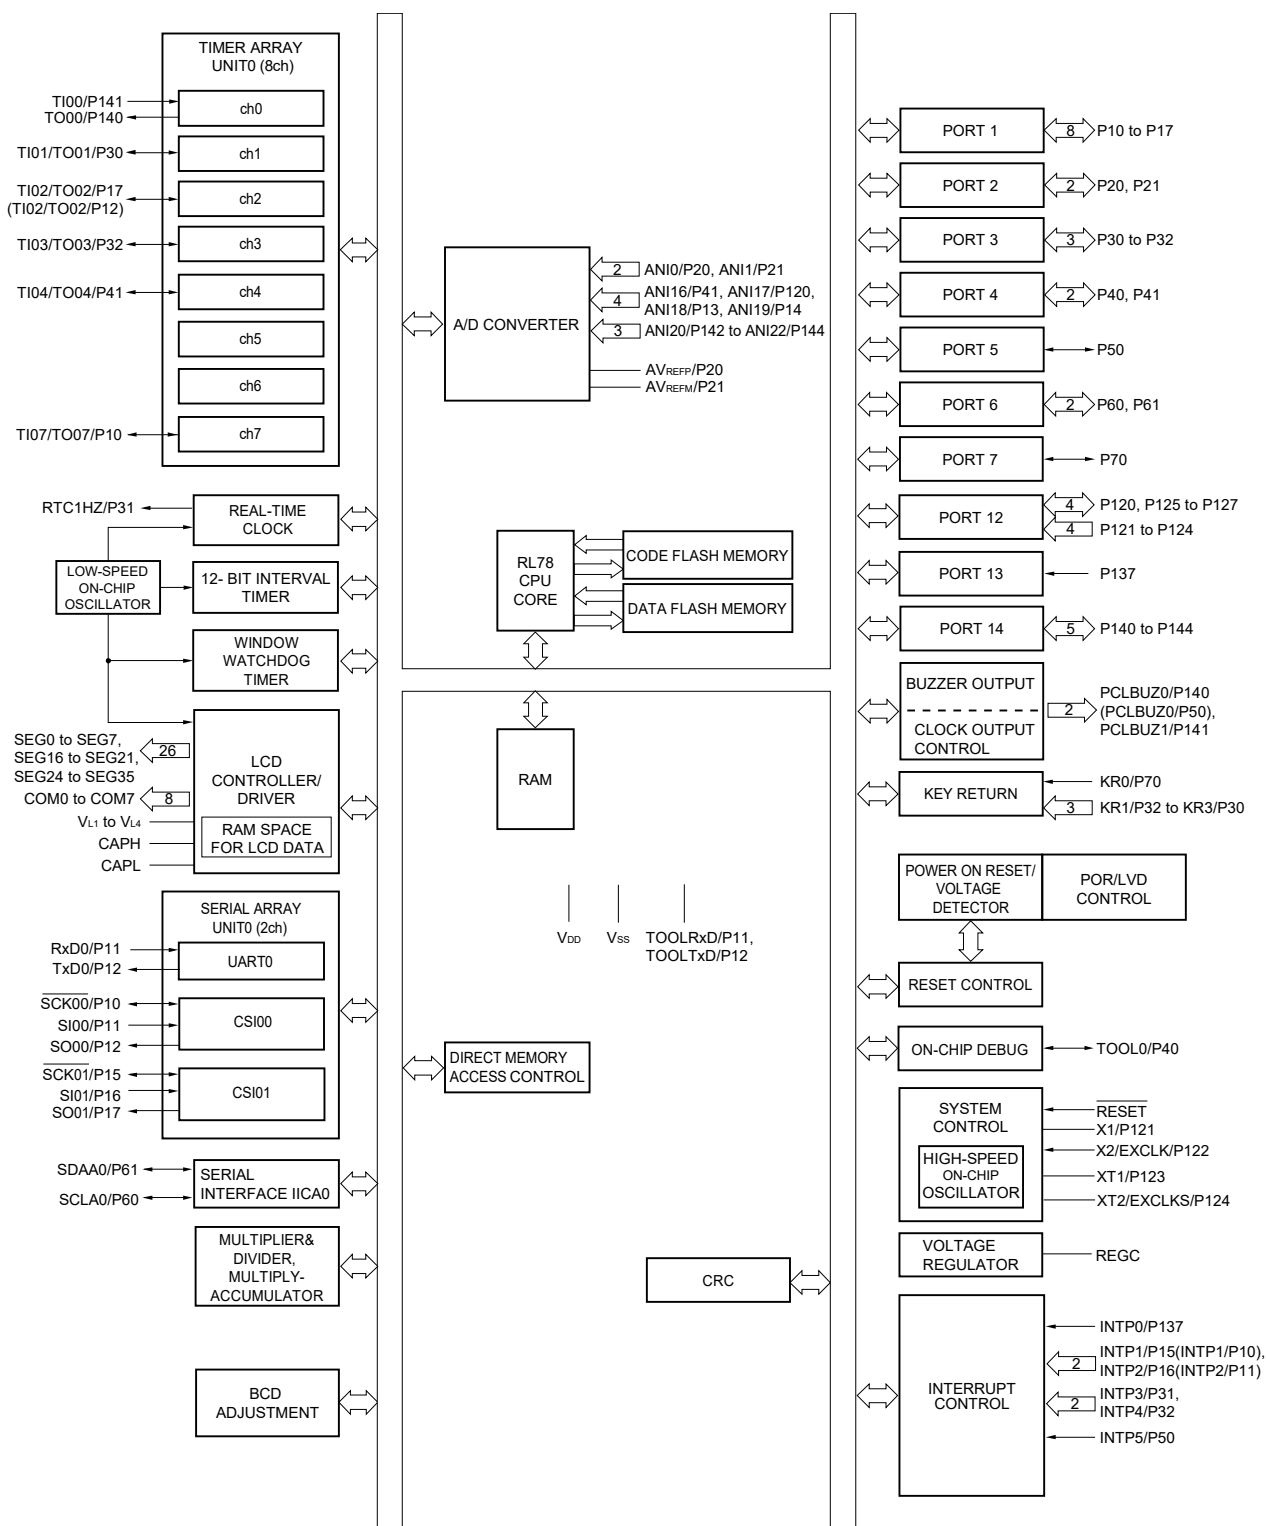 TIMER ARRAY
UNIT0 (8ch)
TI00/P141
TO00/P140
ch0
TI01/TO01/P30
ch1
TI02/TO02/P17
(TI02/TO02/P12)
ch2
TI03/TO03/P32
ch3
TI04/TO04/P41
ch4
ch5
ch6
TI07/TO07/P10
ch7
RTC1HZ/P31
REAL-TIME
CLOCK
LOW-SPEED
ON-CHIP
OSCILLATOR
12- BIT INTERVAL
TIMER
WINDOW
WATCHDOG
TIMER
SEG0 to SEG7,
SEG16 to SEG21,
SEG24 to SEG35
26
COM0 to COM7
8
VL1 to VL4
CAPH
CAPL
LCD
CONTROLLER/
DRIVER
RAM SPACE
FOR LCD DATA
SERIAL ARRAY
UNIT0 (2ch)
RxD0/P11
TxD0/P12
UART0
SCK00/P10
SI00/P11
SO00/P12
CSI00
SCK01/P15
SI01/P16
SO01/P17
CSI01
SDAA0/P61
SCLA0/P60
SERIAL
INTERFACE IICA0
MULTIPLIER&
DIVIDER,
MULTIPLY-
ACCUMULATOR
BCD
ADJUSTMENT
A/D CONVERTER
2
ANI0/P20, ANI1/P21
4
ANI16/P41, ANI17/P120,
ANI18/P13, ANI19/P14
3
ANI20/P142 to ANI22/P144
AVREFP/P20
AVREFM/P21
RL78
CPU
CORE
CODE FLASH MEMORY
DATA FLASH MEMORY
RAM
VDD
VSS
TOOLRxD/P11,
TOOLTxD/P12
DIRECT MEMORY
ACCESS CONTROL
CRC
PORT 1
8
P10 to P17
PORT 2
2
P20, P21
PORT 3
3
P30 to P32
PORT 4
2
P40, P41
PORT 5
P50
PORT 6
2
P60, P61
PORT 7
P70
PORT 12
4
P120, P125 to P127
4
P121 to P124
PORT 13
P137
PORT 14
5
P140 to P144
BUZZER OUTPUT
CLOCK OUTPUT
CONTROL
2
PCLBUZ0/P140
(PCLBUZ0/P50),
PCLBUZ1/P141
KEY RETURN
KR0/P70
3
KR1/P32 to KR3/P30
POWER ON RESET/
VOLTAGE
DETECTOR
POR/LVD
CONTROL
RESET CONTROL
ON-CHIP DEBUG
TOOL0/P40
SYSTEM
CONTROL
HIGH-SPEED
ON-CHIP
OSCILLATOR
RESET
X1/P121
X2/EXCLK/P122
XT1/P123
XT2/EXCLKS/P124
VOLTAGE
REGULATOR
REGC
INTERRUPT
CONTROL
INTP0/P137
2
INTP1/P15(INTP1/P10),
INTP2/P16(INTP2/P11)
2
INTP3/P31,
INTP4/P32
INTP5/P50